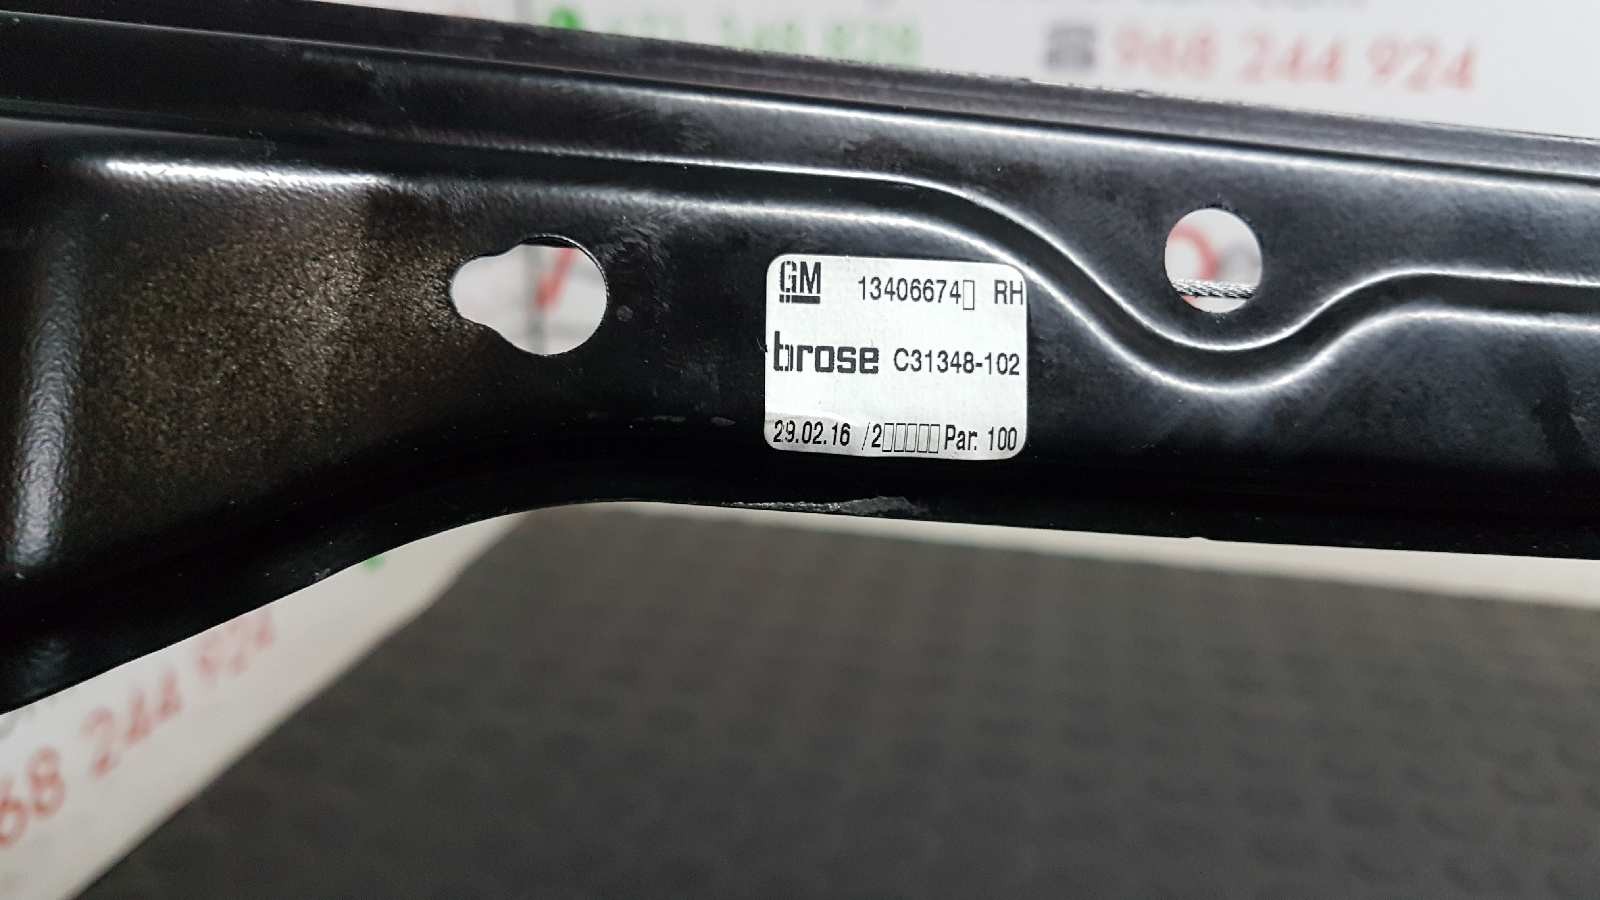 968 244 924
GM 13406674▯ RH
brose C31348-102
29.02.16 /2▯▯▯▯▯ Par. 100
68 244 924